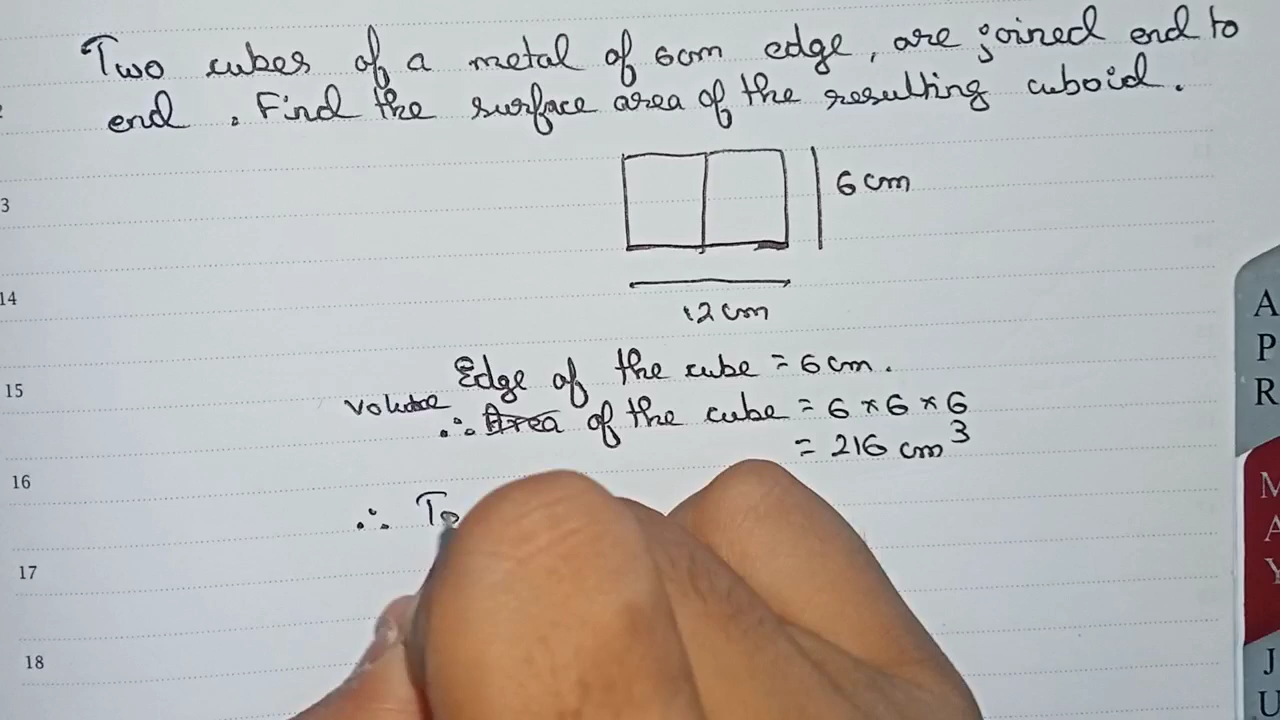 Two cubes of a metal of 6cm edge, are joined end to
end. Find the surface area of the resulting cuboid.
3
6 cm
14
12 cm
Edge of the cube = 6 cm.
15
Volume
∴ Area of the cube = 6 × 6 × 6
= 216 cm³
16
∴ To
17
18
A
P
R
M
A
Y
J
U